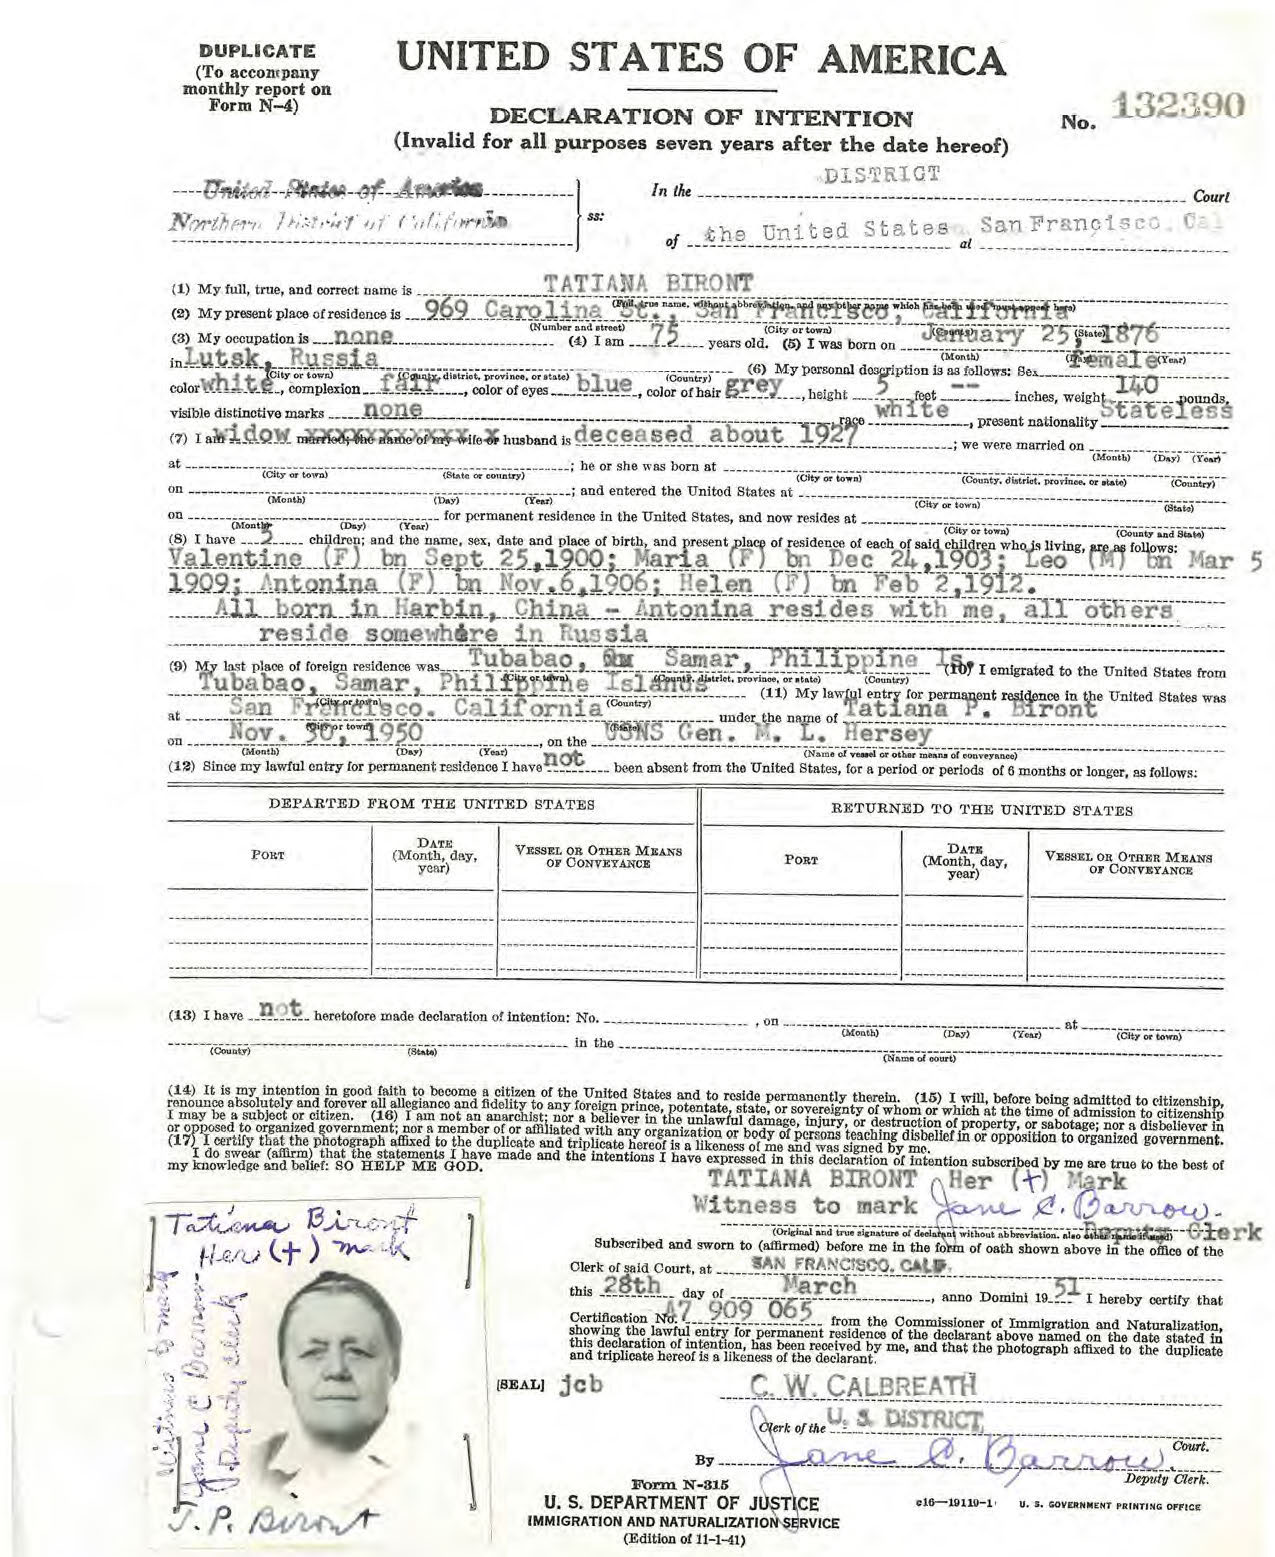 DUPLICATE
(To accompany
monthly report on
Form N-4)
UNITED STATES OF AMERICA
DECLARATION OF INTENTION
(Invalid for all purposes seven years after the date hereof)
No. 132390
United States of America
Northern District of California
ss:
In the DISTRICT Court
of the United States at San Francisco, Cal
(1) My full, true, and correct name is TATIANA BIRONT
(Full, true name, without abbreviation, and any other name which has been used, must appear here)
(2) My present place of residence is 969 Carolina St., San Francisco, California
(Number and street) (City or town) (County) (State)
(3) My occupation is none (4) I am 75 years old. (5) I was born on January 25, 1876
(Month) (Day) (Year)
in Lutsk, Russia (6) My personal description is as follows: Sex female
(City or town) (County, district, province, or state) (Country)
color white, complexion fair, color of eyes blue, color of hair grey, height 5 feet -- inches, weight 140 pounds,
visible distinctive marks none race white, present nationality Stateless
(7) I am widow married; the name of my wife or husband is deceased about 1927; we were married on
(Month) (Day) (Year)
at ; he or she was born at
(City or town) (State or country) (City or town) (County, district, province, or state) (Country)
on ; and entered the United States at
(Month) (Day) (Year) (City or town) (State)
on for permanent residence in the United States, and now resides at
(Month) (Day) (Year) (City or town) (County and State)
(8) I have 5 children; and the name, sex, date and place of birth, and present place of residence of each of said children who is living, are as follows:
Valentine (F) bn Sept 25,1900; Maria (F) bn Dec 24,1903; Leo (M) bn Mar 5
1909; Antonina (F) bn Nov.6,1906; Helen (F) bn Feb 2,1912.
All born in Harbin, China - Antonina resides with me, all others
reside somewhere in Russia
(9) My last place of foreign residence was Tubabao, Samar, Philippine Is. (10) I emigrated to the United States from
(City or town) (County, district, province, or state) (Country)
Tubabao, Samar, Philippine Islands (11) My lawful entry for permanent residence in the United States was
(City or town) (Country)
at San Francisco. California under the name of Tatiana P. Biront
(City or town) (State)
on Nov. 30, 1950, on the USNS Gen. M. L. Hersey
(Month) (Day) (Year) (Name of vessel or other means of conveyance)
(12) Since my lawful entry for permanent residence I have not been absent from the United States, for a period or periods of 6 months or longer, as follows:
DEPARTED FROM THE UNITED STATES RETURNED TO THE UNITED STATES
PORT DATE (Month, day, year) VESSEL OR OTHER MEANS OF CONVEYANCE PORT DATE (Month, day, year) VESSEL OR OTHER MEANS OF CONVEYANCE
(13) I have not heretofore made declaration of intention: No. , on at
(Month) (Day) (Year) (City or town)
in the
(County) (State) (Name of court)
(14) It is my intention in good faith to become a citizen of the United States and to reside permanently therein. (15) I will, before being admitted to citizenship,
renounce absolutely and forever all allegiance and fidelity to any foreign prince, potentate, state, or sovereignty of whom or which at the time of admission to citizenship
I may be a subject or citizen. (16) I am not an anarchist; nor a believer in the unlawful damage, injury, or destruction of property, or sabotage; nor a disbeliever in
or opposed to organized government; nor a member of or affiliated with any organization or body of persons teaching disbelief in or opposition to organized government.
(17) I certify that the photograph affixed to the duplicate and triplicate hereof is a likeness of me and was signed by me.
I do swear (affirm) that the statements I have made and the intentions I have expressed in this declaration of intention subscribed by me are true to the best of
my knowledge and belief: SO HELP ME GOD.
TATIANA BIRONT Her (+) Mark
Witness to mark Jane C. Barrow
Deputy Clerk
(Original and true signature of declarant without abbreviation, also other name if used)
Subscribed and sworn to (affirmed) before me in the form of oath shown above in the office of the
Clerk of said Court, at SAN FRANCISCO, CALIF.
this 28th day of March, anno Domini 1951 I hereby certify that
Certification No. A7 909 065 from the Commissioner of Immigration and Naturalization,
showing the lawful entry for permanent residence of the declarant above named on the date stated in
this declaration of intention, has been received by me, and that the photograph affixed to the duplicate
and triplicate hereof is a likeness of the declarant.
[SEAL] jcb
C. W. CALBREATH
Clerk of the U. S. DISTRICT Court.
By Jane C. Barrow
Deputy Clerk.
Tatiana Biront
Her (+) mark
Witness to mark
Jane C Barrow
Deputy clerk
T. P. Biront
Form N-315
U. S. DEPARTMENT OF JUSTICE
IMMIGRATION AND NATURALIZATION SERVICE
(Edition of 11-1-41)
c16-19119-1 U. S. GOVERNMENT PRINTING OFFICE